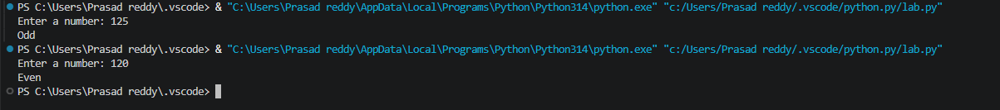 PS C:\Users\Prasad reddy\.vscode> & "C:\Users\Prasad reddy\AppData\Local\Programs\Python\Python314\python.exe" "c:/Users/Prasad reddy/.vscode/python.py/lab.py"
Enter a number: 125
Odd
PS C:\Users\Prasad reddy\.vscode> & "C:\Users\Prasad reddy\AppData\Local\Programs\Python\Python314\python.exe" "c:/Users/Prasad reddy/.vscode/python.py/lab.py"
Enter a number: 120
Even
PS C:\Users\Prasad reddy\.vscode>